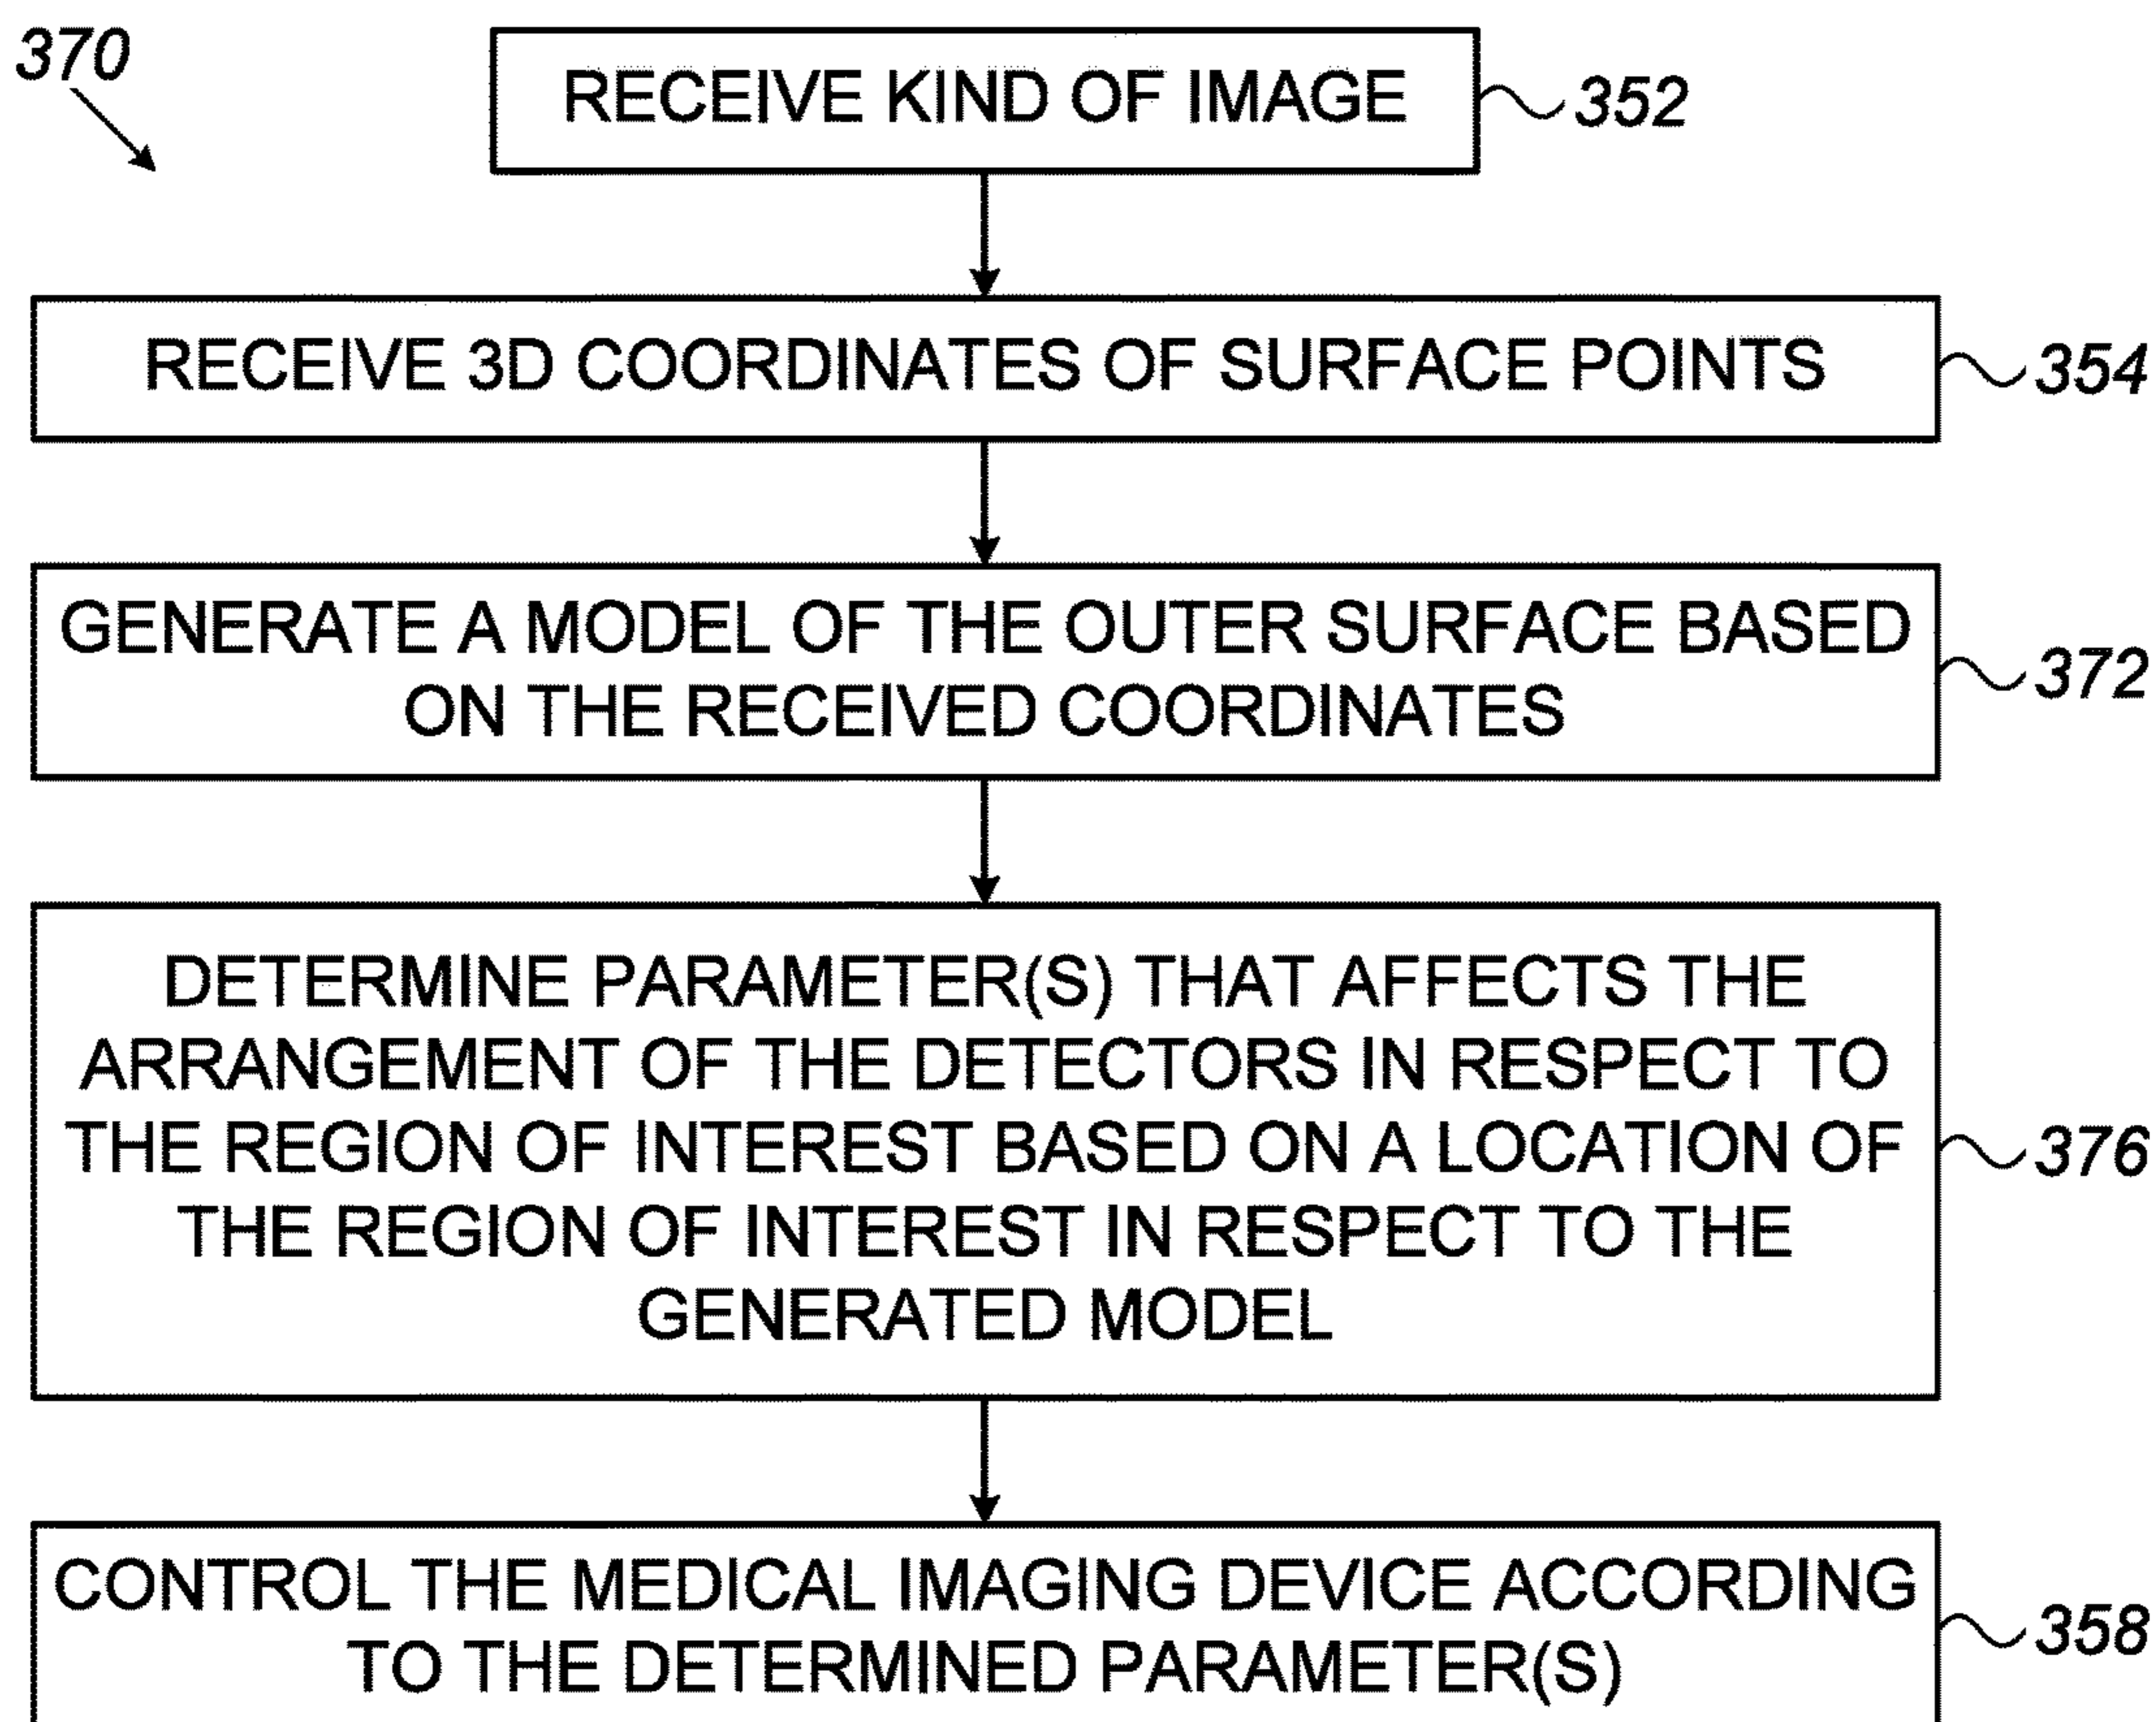 370
RECEIVE KIND OF IMAGE
352
RECEIVE 3D COORDINATES OF SURFACE POINTS
354
GENERATE A MODEL OF THE OUTER SURFACE BASED
ON THE RECEIVED COORDINATES
372
DETERMINE PARAMETER(S) THAT AFFECTS THE
ARRANGEMENT OF THE DETECTORS IN RESPECT TO
THE REGION OF INTEREST BASED ON A LOCATION OF
THE REGION OF INTEREST IN RESPECT TO THE
GENERATED MODEL
376
CONTROL THE MEDICAL IMAGING DEVICE ACCORDING
TO THE DETERMINED PARAMETER(S)
358